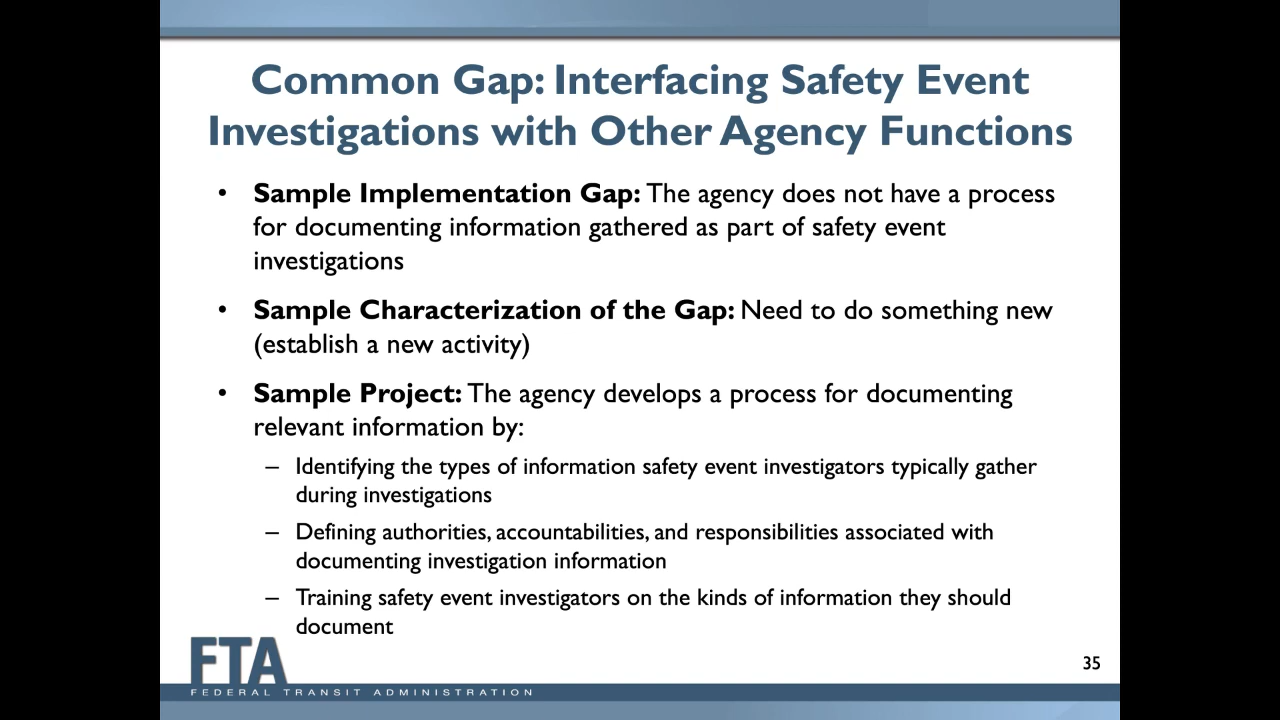 Common Gap: Interfacing Safety Event
Investigations with Other Agency Functions
• Sample Implementation Gap: The agency does not have a process
for documenting information gathered as part of safety event
investigations
• Sample Characterization of the Gap: Need to do something new
(establish a new activity)
• Sample Project: The agency develops a process for documenting
relevant information by:
– Identifying the types of information safety event investigators typically gather
during investigations
– Defining authorities, accountabilities, and responsibilities associated with
documenting investigation information
– Training safety event investigators on the kinds of information they should
document
FTA
FEDERAL TRANSIT ADMINISTRATION
35